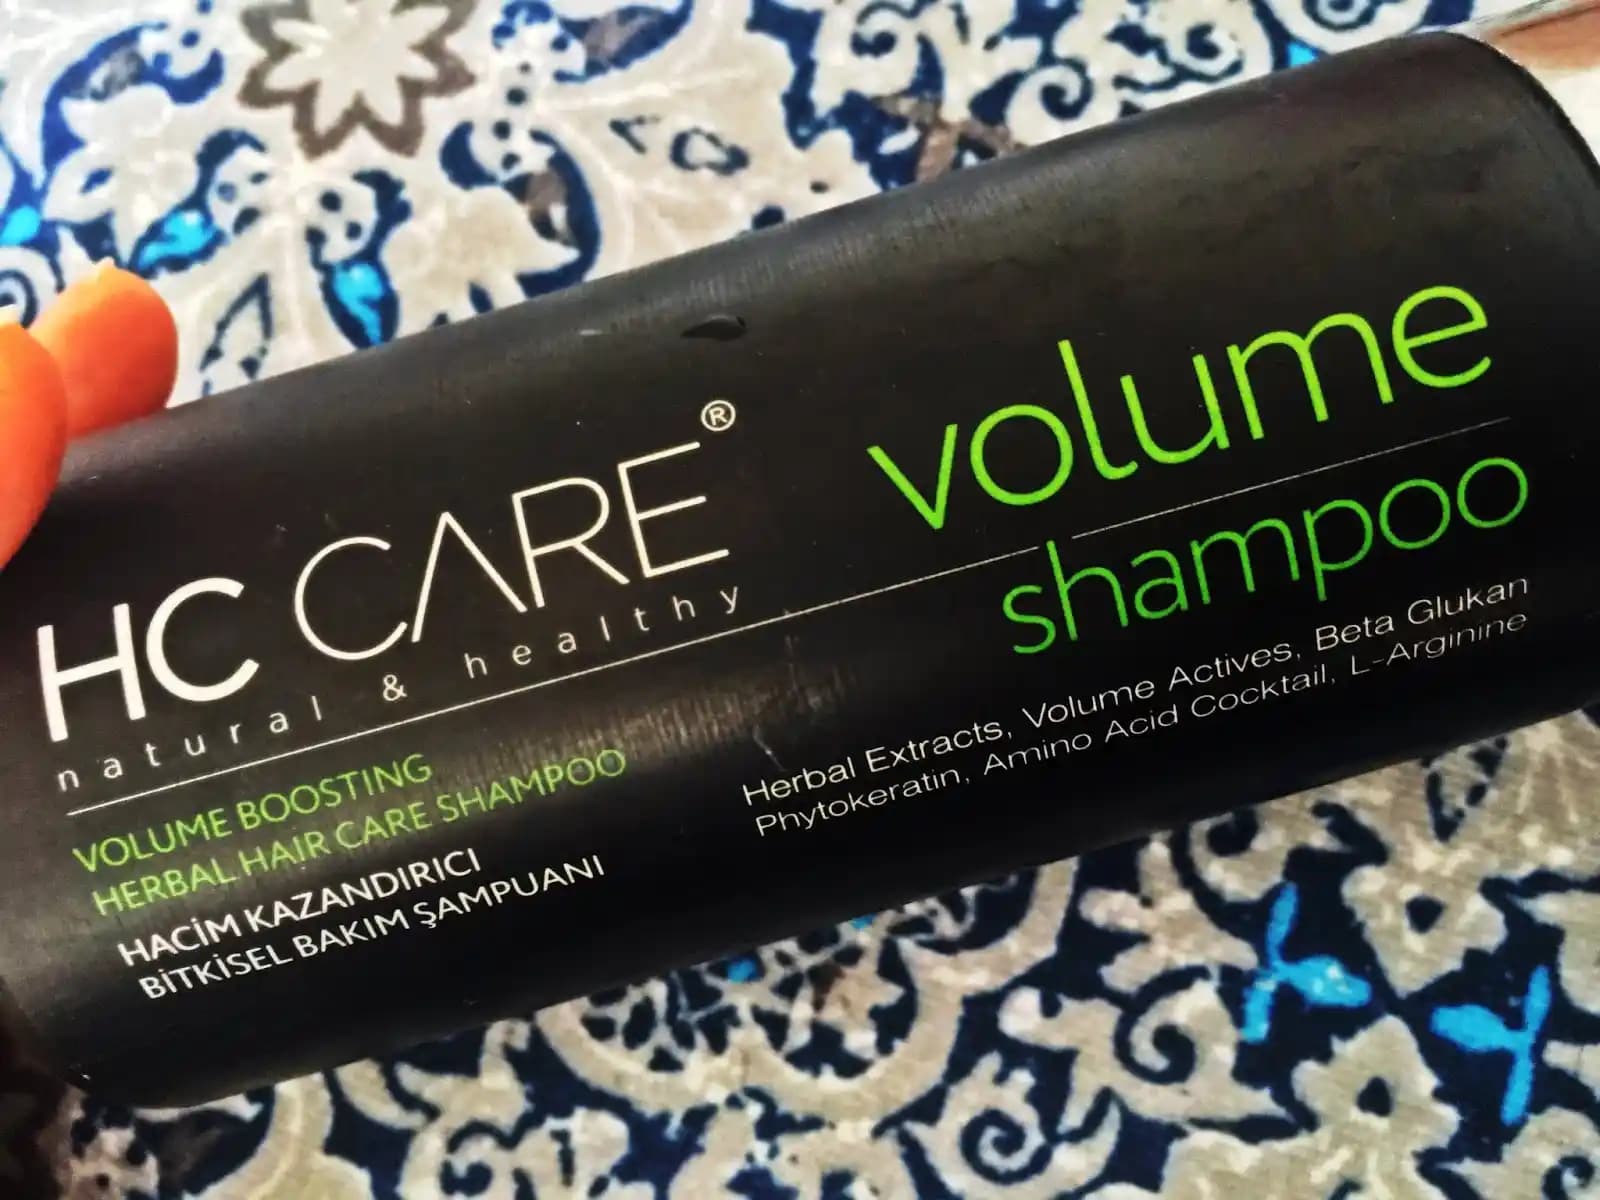 HC CARE®
natural & healthy
VOLUME BOOSTING
HERBAL HAİR CARE SHAMPOO
HACİM KAZANDIRICI
BİTKİSEL BAKIM ŞAMPUANI
volume
shampoo
Herbal Extracts, Volume Actives, Beta Glukan
Phytokeratin, Amino Acid Cocktail, L-Arginine